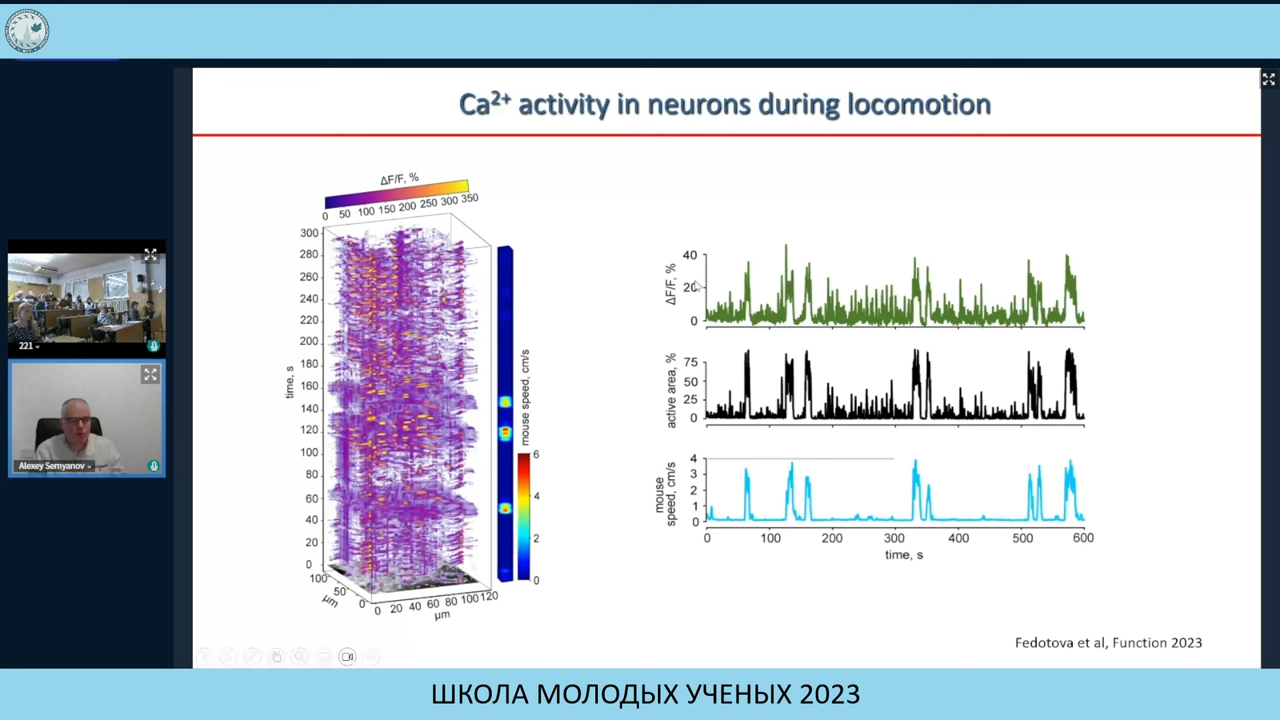 Ca²⁺ activity in neurons during locomotion
ΔF/F, %
0 50 100 150 200 250 300 350
300
280
260
240
220
200
180
160
140
120
100
80
60
40
20
0
time, s
100
50
0
µm
0 20 40 60 80 100 120
µm
mouse speed, cm/s
6
4
2
0
ΔF/F, %
40
20
0
active area, %
75
50
25
0
mouse
speed, cm/s
4
3
2
1
0
0 100 200 300 400 500 600
time, s
Fedotova et al, Function 2023
221
Alexey Semyanov
ШКОЛА МОЛОДЫХ УЧЕНЫХ 2023